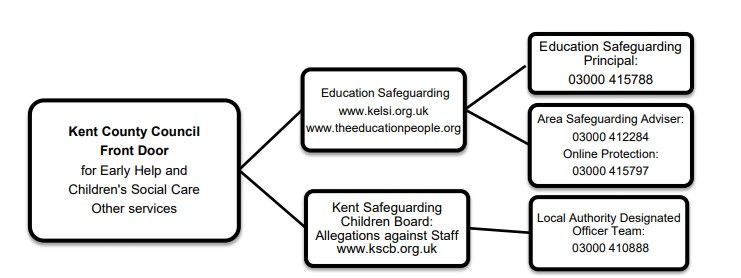 Kent County Council
Front Door
for Early Help and
Children's Social Care
Other services
Education Safeguarding
www.kelsi.org.uk
www.theeducationpeople.org
Kent Safeguarding
Children Board:
Allegations against Staff
www.kscb.org.uk
Education Safeguarding
Principal:
03000 415788
Area Safeguarding Adviser:
03000 412284
Online Protection:
03000 415797
Local Authority Designated
Officer Team:
03000 410888